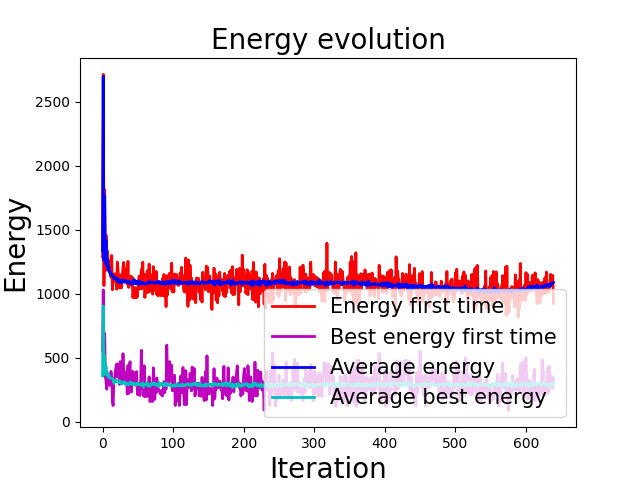 Energy evolution
Energy
2500
2000
1500
1000
500
0
Energy first time
Best energy first time
Average energy
Average best energy
0 100 200 300 400 500 600
Iteration